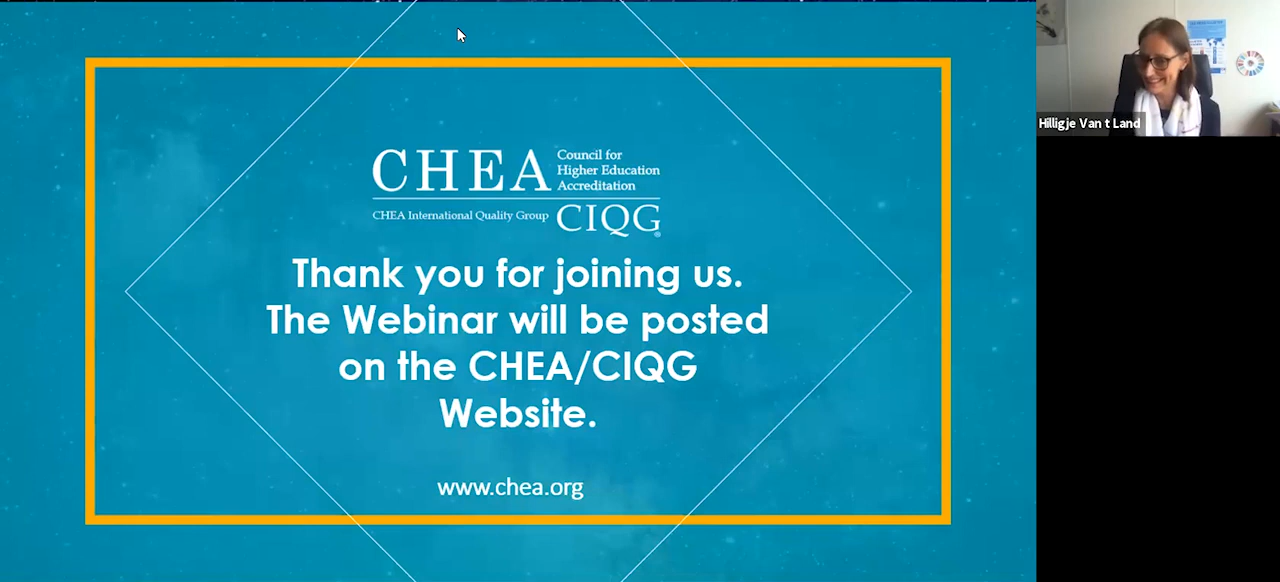 CHEA
Council for
Higher Education
Accreditation
CHEA International Quality Group
CIQG
Thank you for joining us.
The Webinar will be posted
on the CHEA/CIQG
Website.
www.chea.org
Hilligje Van t Land